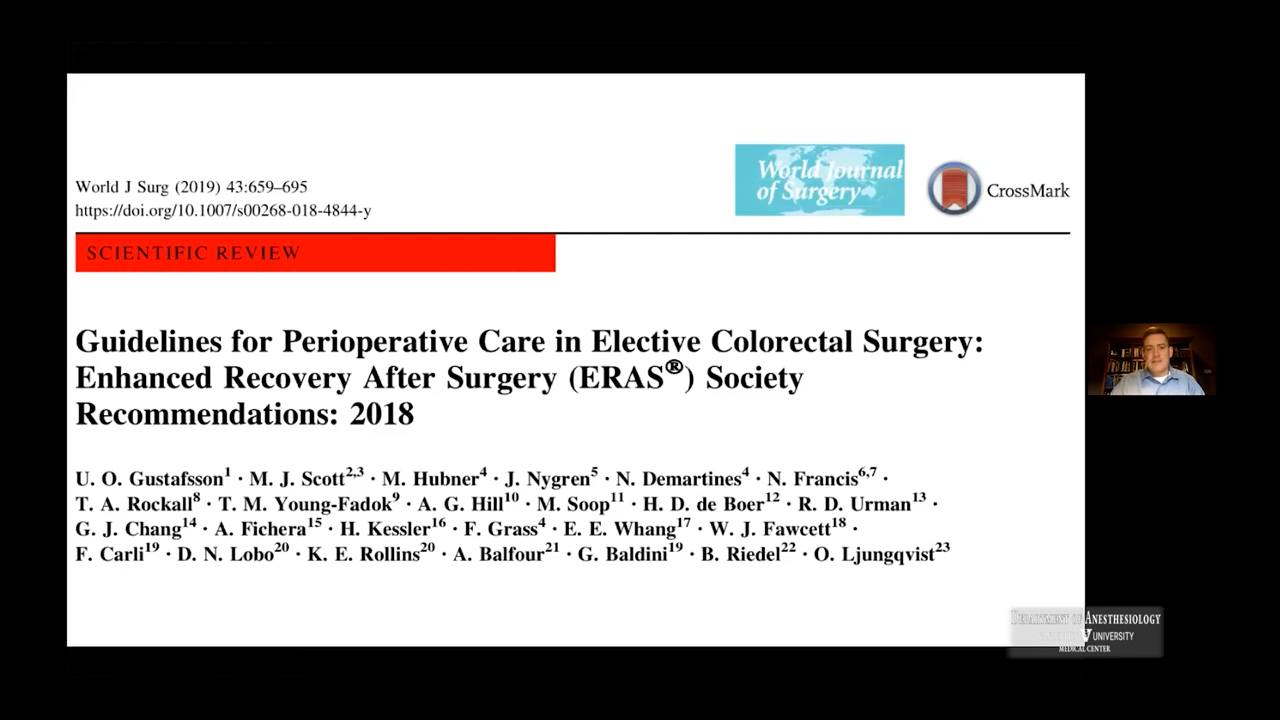 World J Surg (2019) 43:659–695
https://doi.org/10.1007/s00268-018-4844-y
World Journal
of Surgery
CrossMark
SCIENTIFIC REVIEW
Guidelines for Perioperative Care in Elective Colorectal Surgery:
Enhanced Recovery After Surgery (ERAS®) Society
Recommendations: 2018
U. O. Gustafsson1 · M. J. Scott2,3 · M. Hubner4 · J. Nygren5 · N. Demartines4 · N. Francis6,7 ·
T. A. Rockall8 · T. M. Young-Fadok9 · A. G. Hill10 · M. Soop11 · H. D. de Boer12 · R. D. Urman13 ·
G. J. Chang14 · A. Fichera15 · H. Kessler16 · F. Grass4 · E. E. Whang17 · W. J. Fawcett18 ·
F. Carli19 · D. N. Lobo20 · K. E. Rollins20 · A. Balfour21 · G. Baldini19 · B. Riedel22 · O. Ljungqvist23
DEPARTMENT OF ANESTHESIOLOGY
UNIVERSITY
MEDICAL CENTER